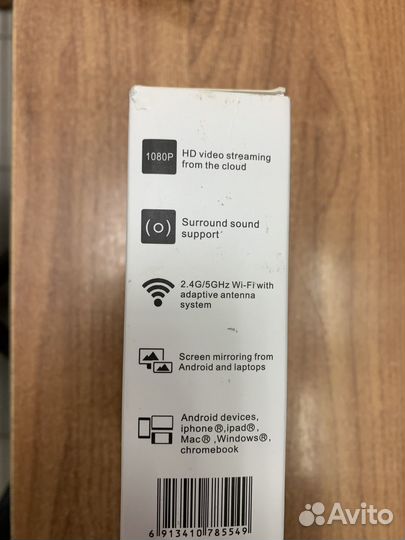 1080P
HD video streaming
from the cloud
(o)
Surround sound
support
2.4G/5GHz Wi-Fi with
adaptive antenna
system
Screen mirroring from
Android and laptops
Android devices,
iphone®,ipad®,
Mac® ,Windows®,
chromebook
6 913410 785549
Avito